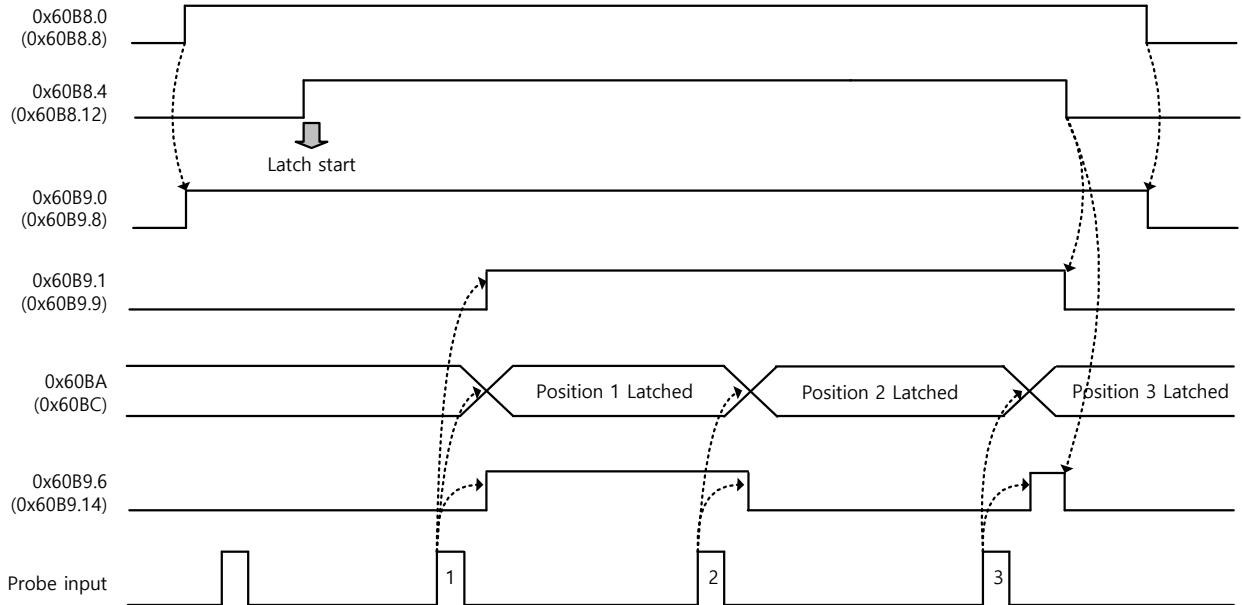 0x60B8.0
(0x60B8.8)
0x60B8.4
(0x60B8.12)
Latch start
0x60B9.0
(0x60B9.8)
0x60B9.1
(0x60B9.9)
0x60BA
(0x60BC)
Position 1 Latched
Position 2 Latched
Position 3 Latched
0x60B9.6
(0x60B9.14)
Probe input
1
2
3